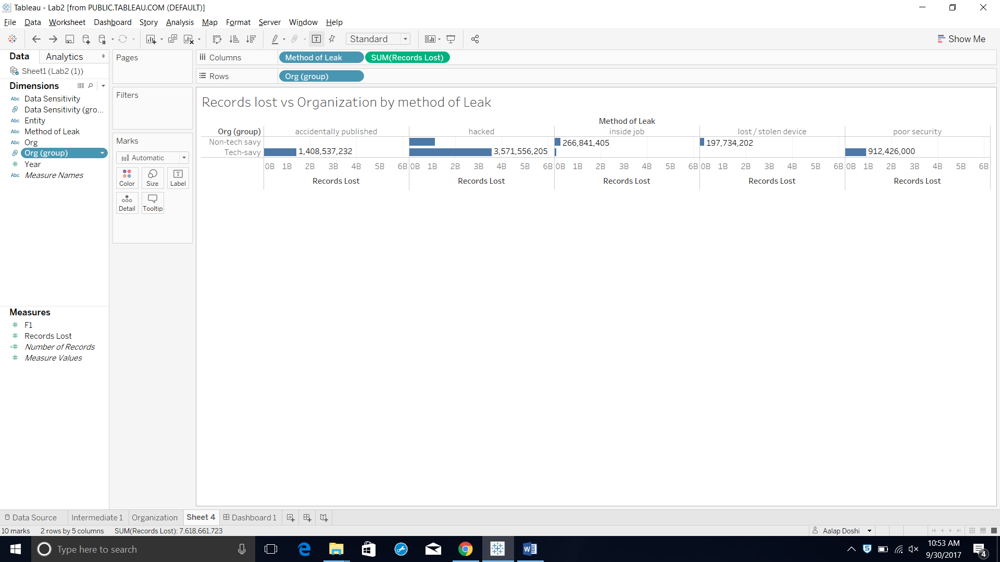 Tableau - Lab2 [from PUBLIC.TABLEAU.COM (DEFAULT)]
File Data Worksheet Dashboard Story Analysis Map Format Server Window Help
Standard
Show Me
Data Analytics
Sheet1 (Lab2 (1))
Dimensions
Abc Data Sensitivity
Data Sensitivity (gro...
Abc Entity
Abc Method of Leak
Abc Org
Org (group)
# Year
Abc Measure Names
Measures
# F1
# Records Lost
=# Number of Records
# Measure Values
Pages
Filters
Marks
Automatic
Color Size Label
Detail Tooltip
Columns Method of Leak SUM(Records Lost)
Rows Org (group)
Records lost vs Organization by method of Leak
Method of Leak
Org (group) accidentally published hacked inside job lost / stolen device poor security
Non-tech savy 266,841,405 197,734,202
Tech-savy 1,408,537,232 3,571,556,205 912,426,000
0B 1B 2B 3B 4B 5B 6B 0B 1B 2B 3B 4B 5B 6B 0B 1B 2B 3B 4B 5B 6B 0B 1B 2B 3B 4B 5B 6B 0B 1B 2B 3B 4B 5B 6B
Records Lost Records Lost Records Lost Records Lost Records Lost
Data Source Intermediate 1 Organization Sheet 4 Dashboard 1
10 marks 2 rows by 5 columns SUM(Records Lost): 7,618,661,723
Aalap Doshi
Type here to search
10:53 AM
9/30/2017
4